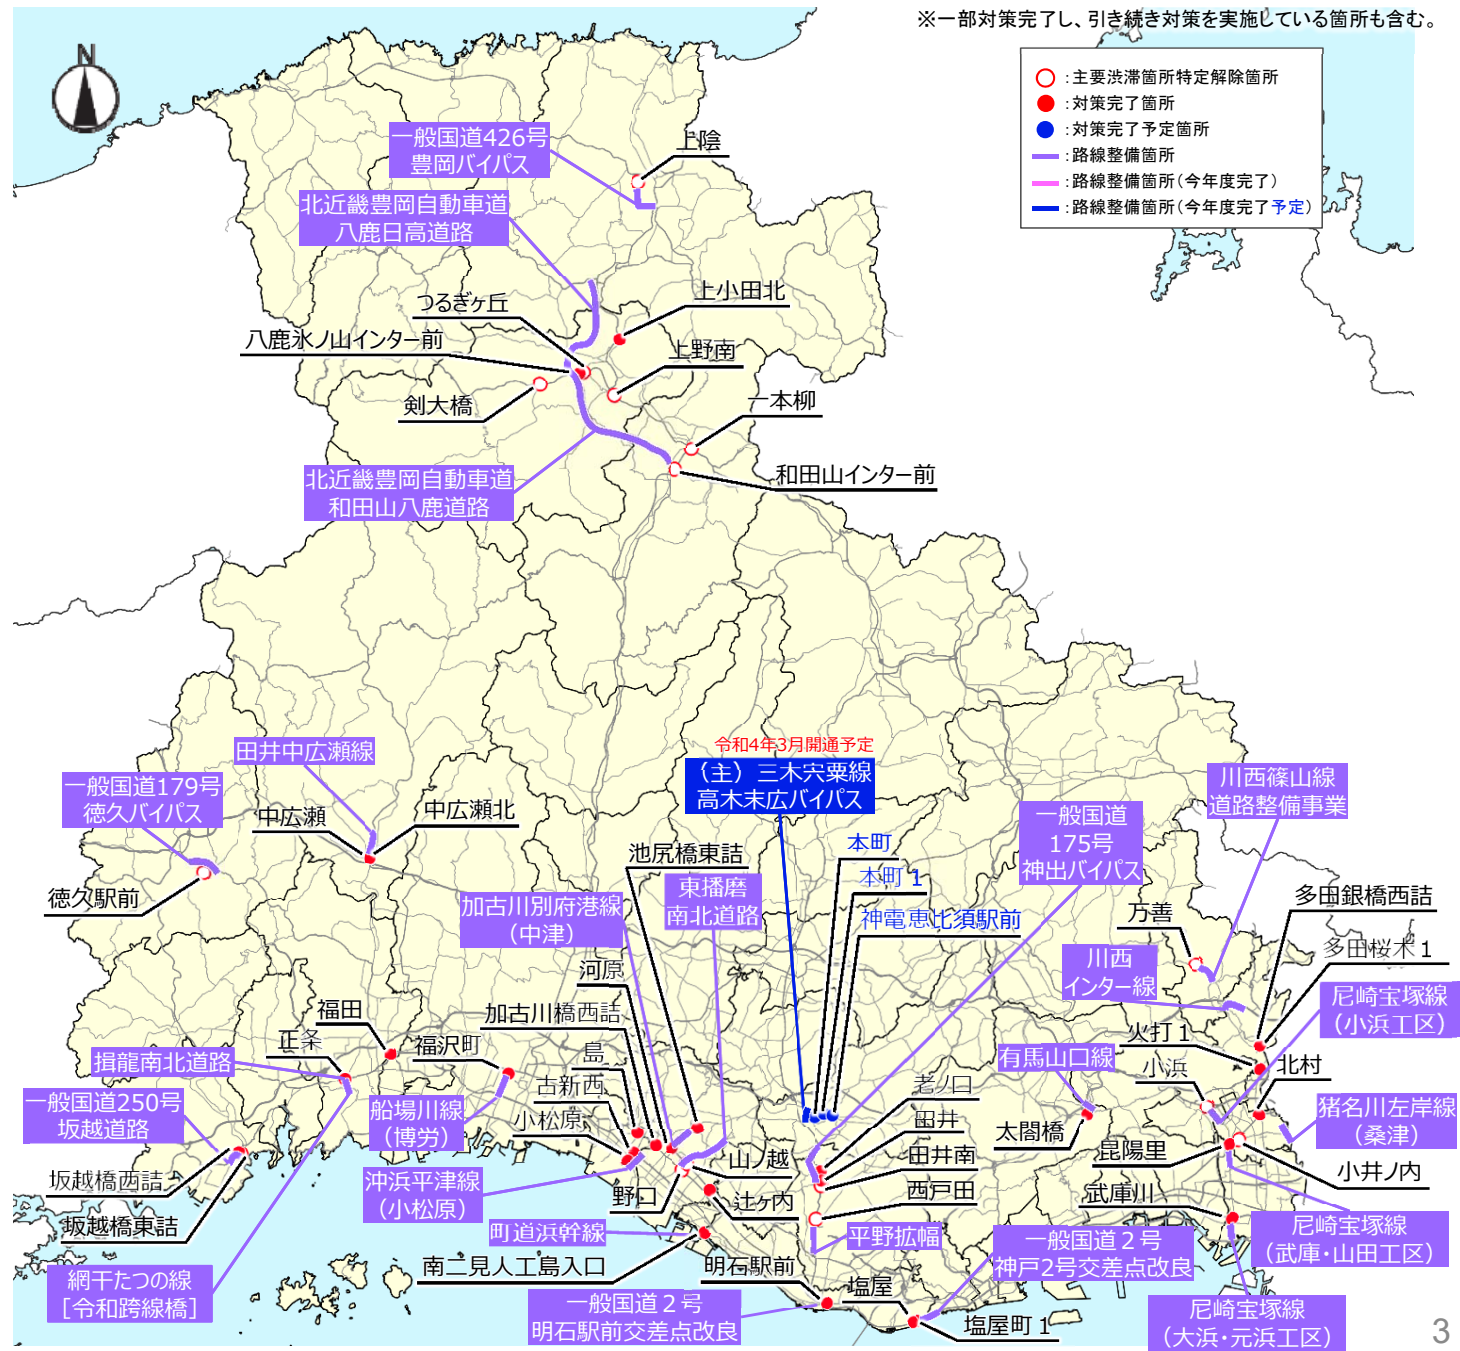 ※一部対策完了し、引き続き対策を実施している箇所も含む。
N
：主要渋滞箇所特定解除箇所
：対策完了箇所
：対策完了予定箇所
：路線整備箇所
：路線整備箇所（今年度完了）
：路線整備箇所（今年度完了予定）
一般国道426号
豊岡バイパス
上陰
北近畿豊岡自動車道
八鹿日高道路
つるぎヶ丘
上小田北
八鹿氷ノ山インター前
上野南
剣大橋
一本柳
北近畿豊岡自動車道
和田山八鹿道路
和田山インター前
田井中広瀬線
令和4年3月開通予定
（主）三木宍粟線
高木末広バイパス
川西篠山線
道路整備事業
一般国道179号
徳久バイパス
中広瀬
中広瀬北
一般国道
175号
神出バイパス
池尻橋東詰
本町
本町１
神電恵比須駅前
徳久駅前
加古川別府港線
（中津）
東播磨
南北道路
万善
多田銀橋西詰
多田桜木１
川西
インター線
尼崎宝塚線
（小浜工区）
河原
加古川橋西詰
福田
正条
福沢町
島
古新西
小松原
揖龍南北道路
一般国道250号
坂越道路
船場川線
（博労）
有馬山口線
火打１
小浜
北村
老ノ口
田井
田井南
西戸田
太閤橋
昆陽里
猪名川左岸線
（桑津）
小井ノ内
坂越橋西詰
坂越橋東詰
沖浜平津線
（小松原）
野口
山ノ越
辻ヶ内
武庫川
町道浜幹線
平野拡幅
一般国道２号
神戸2号交差点改良
尼崎宝塚線
（武庫・山田工区）
南二見人工島入口
明石駅前
塩屋
網干たつの線
［令和跨線橋］
一般国道２号
明石駅前交差点改良
塩屋町１
尼崎宝塚線
（大浜・元浜工区）
3